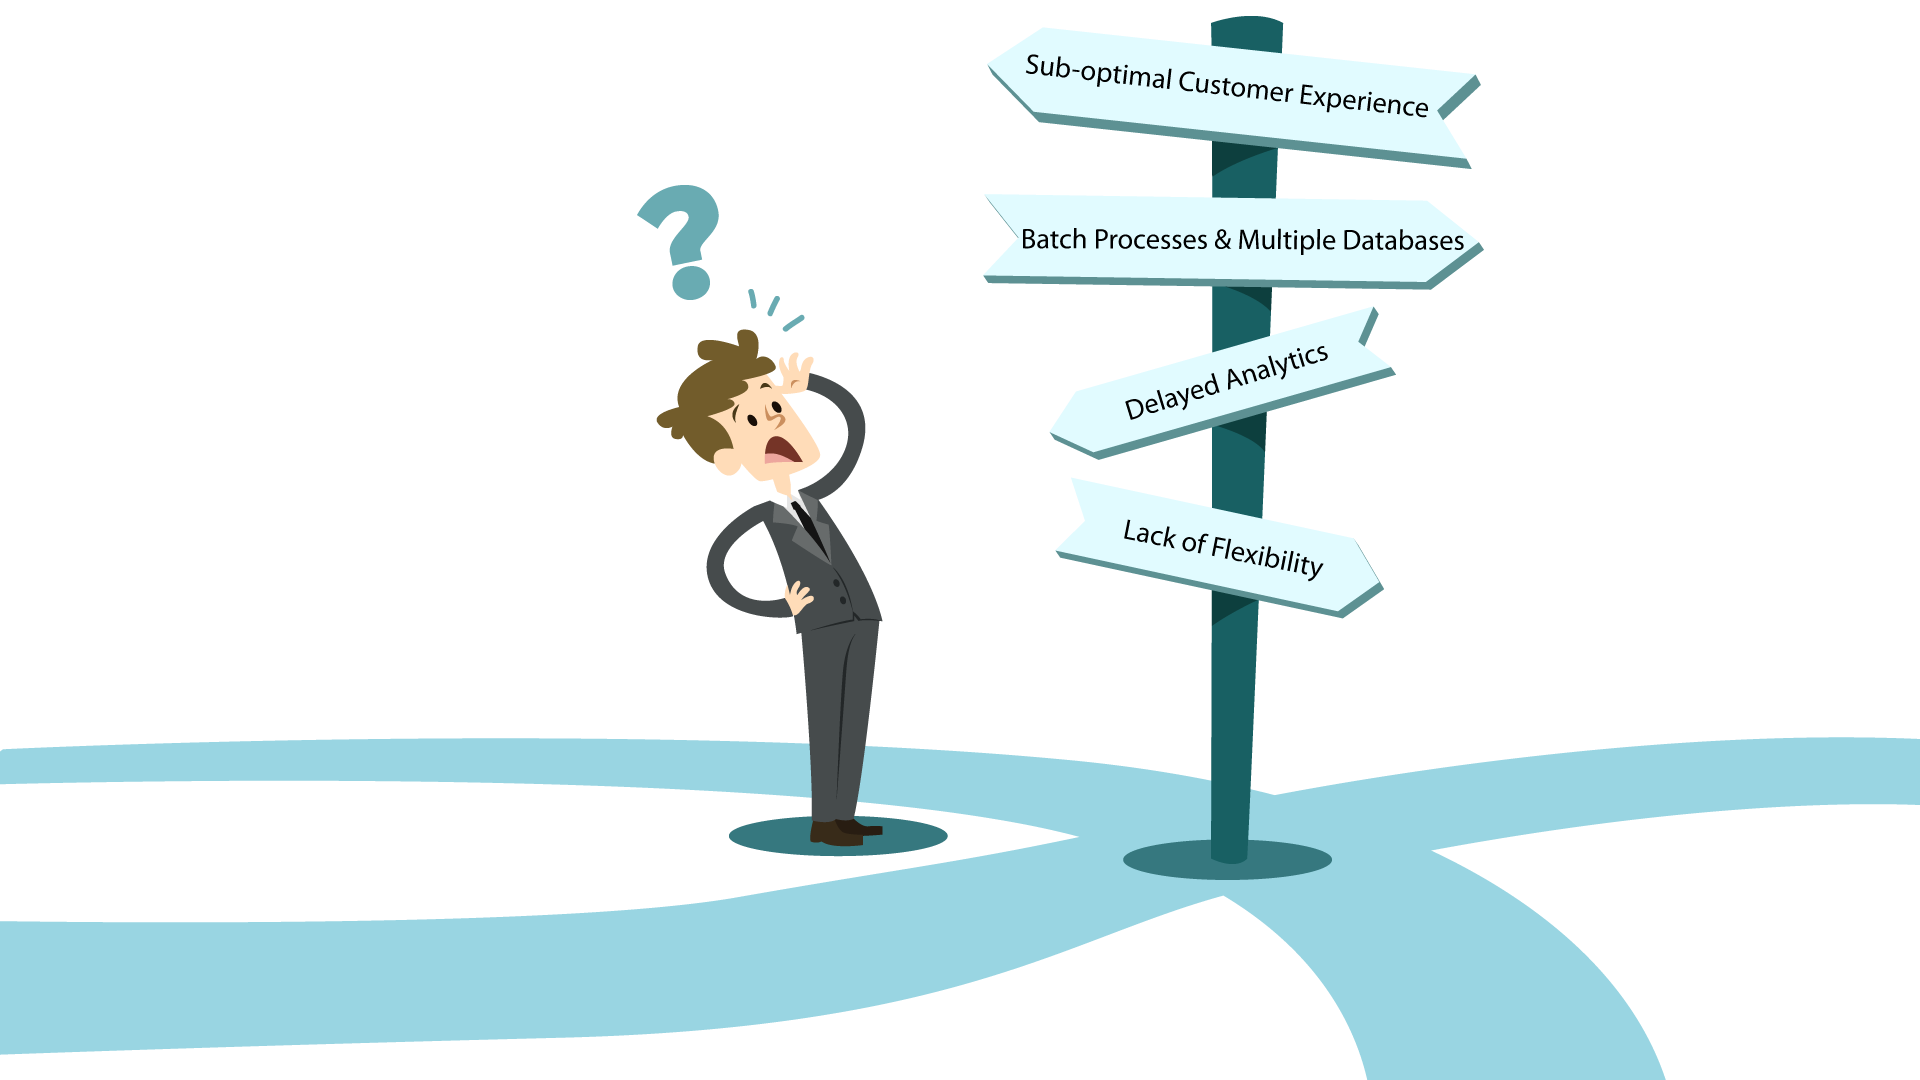 ?
Sub-optimal Customer Experience
Batch Processes & Multiple Databases
Delayed Analytics
Lack of Flexibility